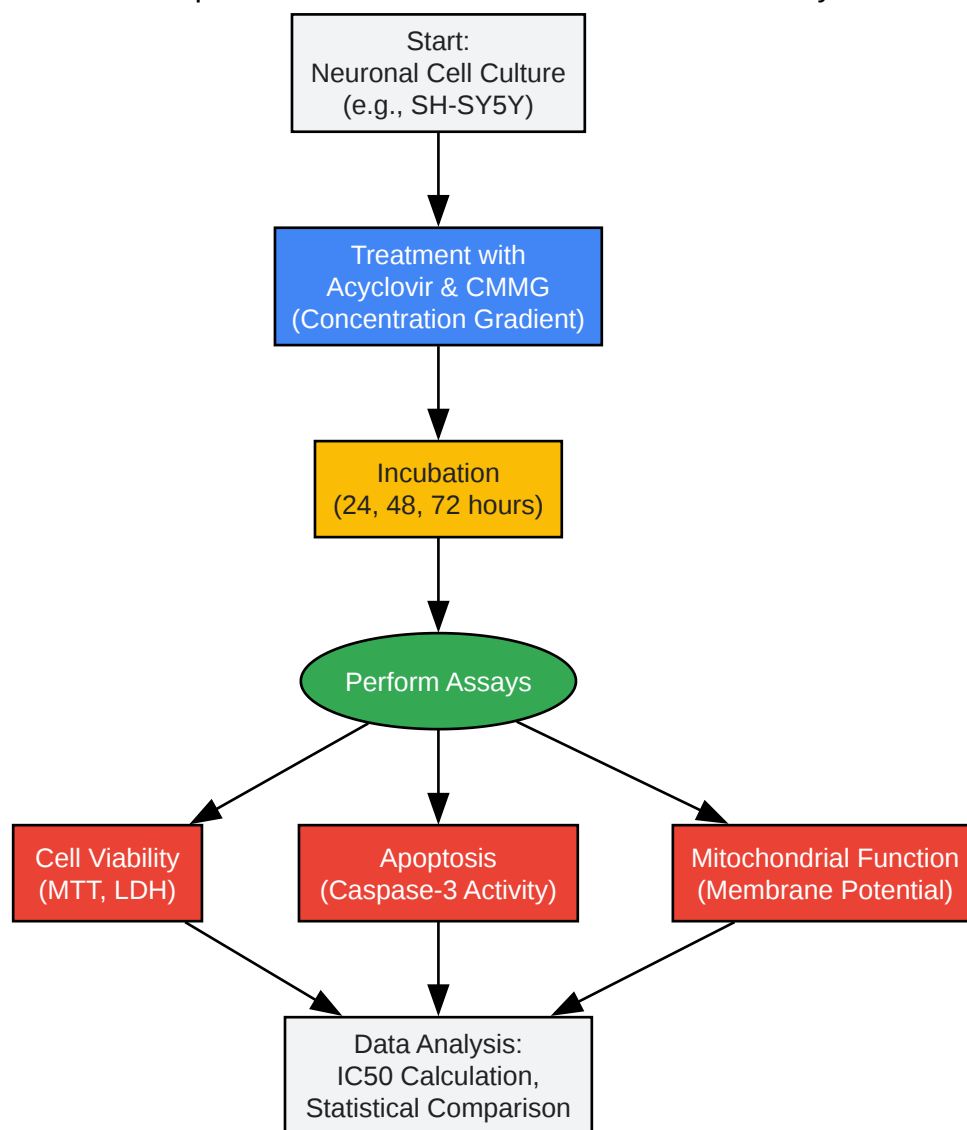 Start:
Neuronal Cell Culture
(e.g., SH-SY5Y)
Treatment with
Acyclovir & CMMG
(Concentration Gradient)
Incubation
(24, 48, 72 hours)
Perform Assays
Cell Viability
(MTT, LDH)
Apoptosis
(Caspase-3 Activity)
Mitochondrial Function
(Membrane Potential)
Data Analysis:
IC50 Calculation,
Statistical Comparison